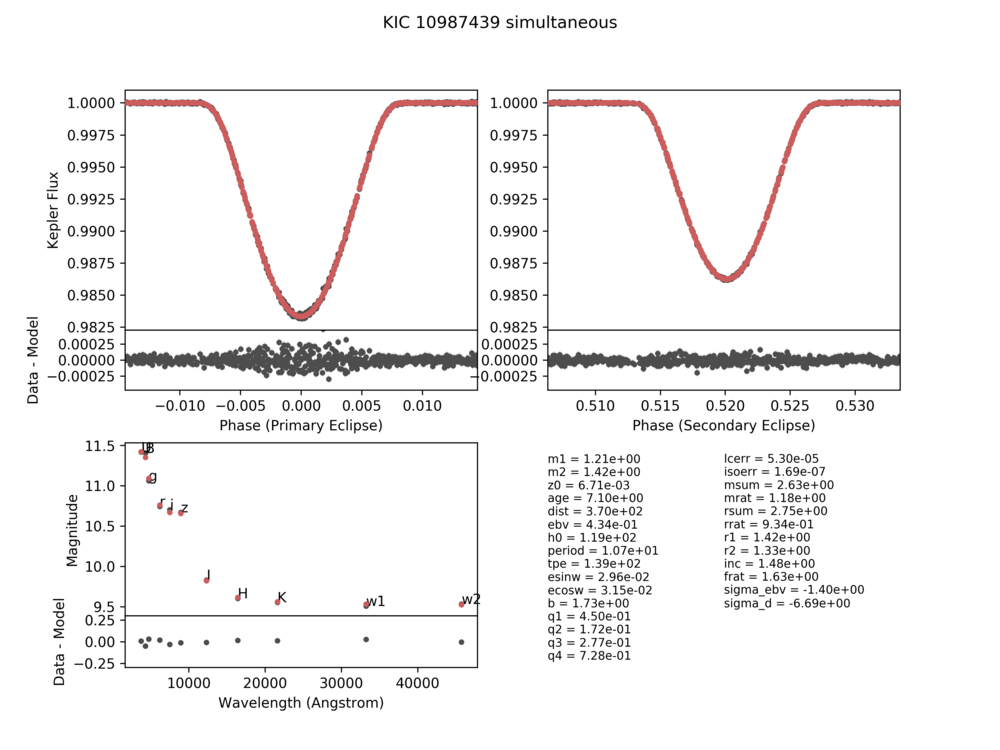 KIC 10987439 simultaneous
Kepler Flux
1.0000
0.9975
0.9950
0.9925
0.9900
0.9875
0.9850
0.9825
Data - Model
0.00025
0.00000
−0.00025
−0.010 −0.005 0.000 0.005 0.010
Phase (Primary Eclipse)
1.0000
0.9975
0.9950
0.9925
0.9900
0.9875
0.9850
0.9825
0.00025
0.00000
−0.00025
0.510 0.515 0.520 0.525 0.530
Phase (Secondary Eclipse)
Magnitude
11.5
11.0
10.5
10.0
9.5
B
g
r i z
J
H
K
w1
w2
Data - Model
0.25
0.00
−0.25
10000 20000 30000 40000
Wavelength (Angstrom)
m1 = 1.21e+00
m2 = 1.42e+00
z0 = 6.71e-03
age = 7.10e+00
dist = 3.70e+02
ebv = 4.34e-01
h0 = 1.19e+02
period = 1.07e+01
tpe = 1.39e+02
esinw = 2.96e-02
ecosw = 3.15e-02
b = 1.73e+00
q1 = 4.50e-01
q2 = 1.72e-01
q3 = 2.77e-01
q4 = 7.28e-01
lcerr = 5.30e-05
isoerr = 1.69e-07
msum = 2.63e+00
mrat = 1.18e+00
rsum = 2.75e+00
rrat = 9.34e-01
r1 = 1.42e+00
r2 = 1.33e+00
inc = 1.48e+00
frat = 1.63e+00
sigma_ebv = -1.40e+00
sigma_d = -6.69e+00